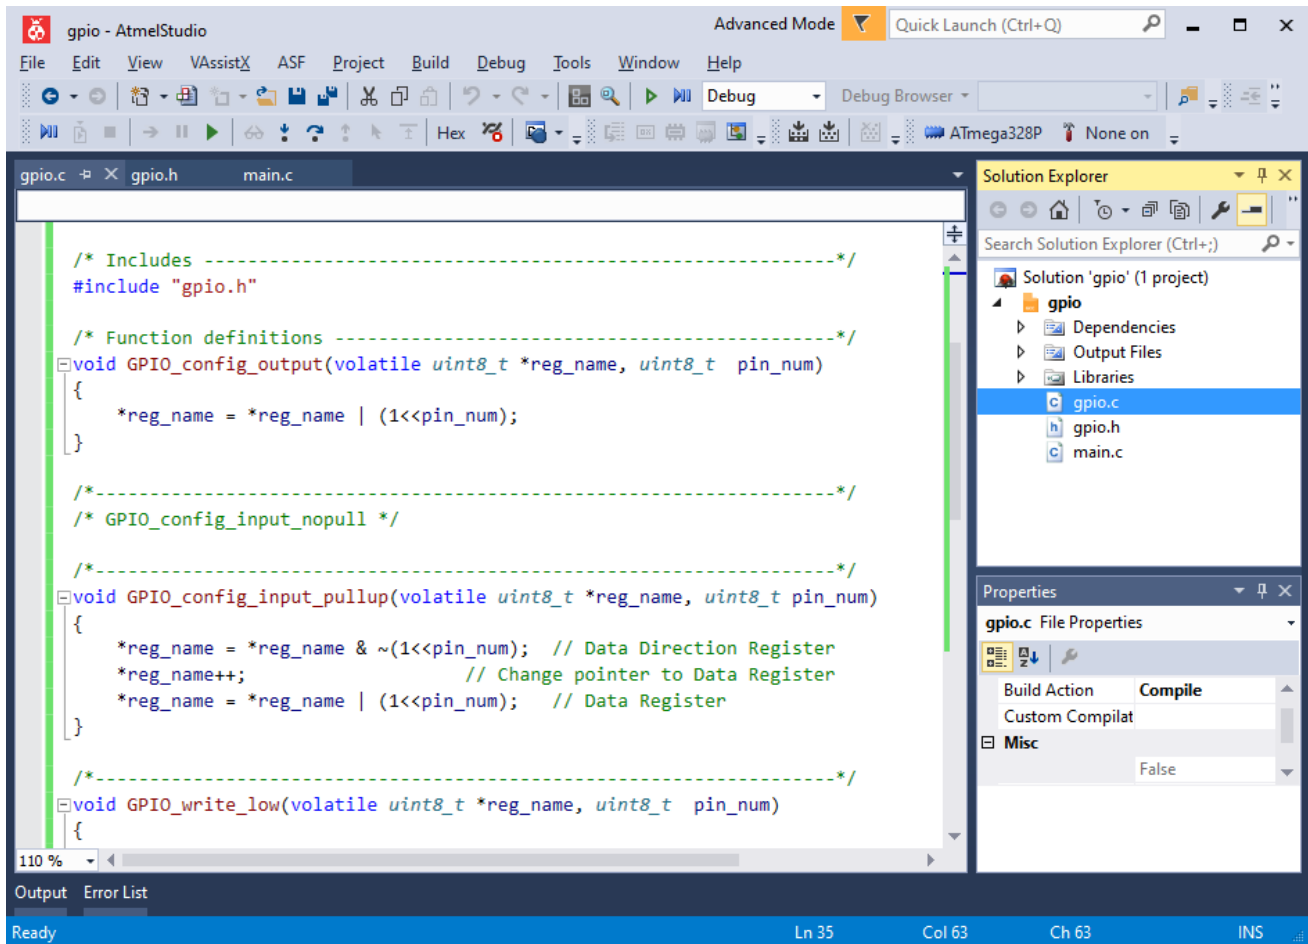 gpio - AtmelStudio
Advanced Mode
Quick Launch (Ctrl+Q)
File Edit View VAssistX ASF Project Build Debug Tools Window Help
Debug
Debug Browser
Hex
ATmega328P
None on
gpio.c
gpio.h
main.c
/* Includes -----------------------------------------------------------*/
#include "gpio.h"
/* Function definitions -----------------------------------------------*/
void GPIO_config_output(volatile uint8_t *reg_name, uint8_t  pin_num)
{
    *reg_name = *reg_name | (1<<pin_num);
}
/*--------------------------------------------------------------------*/
/* GPIO_config_input_nopull */
/*--------------------------------------------------------------------*/
void GPIO_config_input_pullup(volatile uint8_t *reg_name, uint8_t pin_num)
{
    *reg_name = *reg_name & ~(1<<pin_num);  // Data Direction Register
    *reg_name++;                    // Change pointer to Data Register
    *reg_name = *reg_name | (1<<pin_num);   // Data Register
}
/*--------------------------------------------------------------------*/
void GPIO_write_low(volatile uint8_t *reg_name, uint8_t  pin_num)
{
110 %
Solution Explorer
Search Solution Explorer (Ctrl+;)
Solution 'gpio' (1 project)
gpio
Dependencies
Output Files
Libraries
gpio.c
gpio.h
main.c
Properties
gpio.c File Properties
Build Action Compile
Custom Compilat
Misc
False
Output Error List
Ready
Ln 35
Col 63
Ch 63
INS